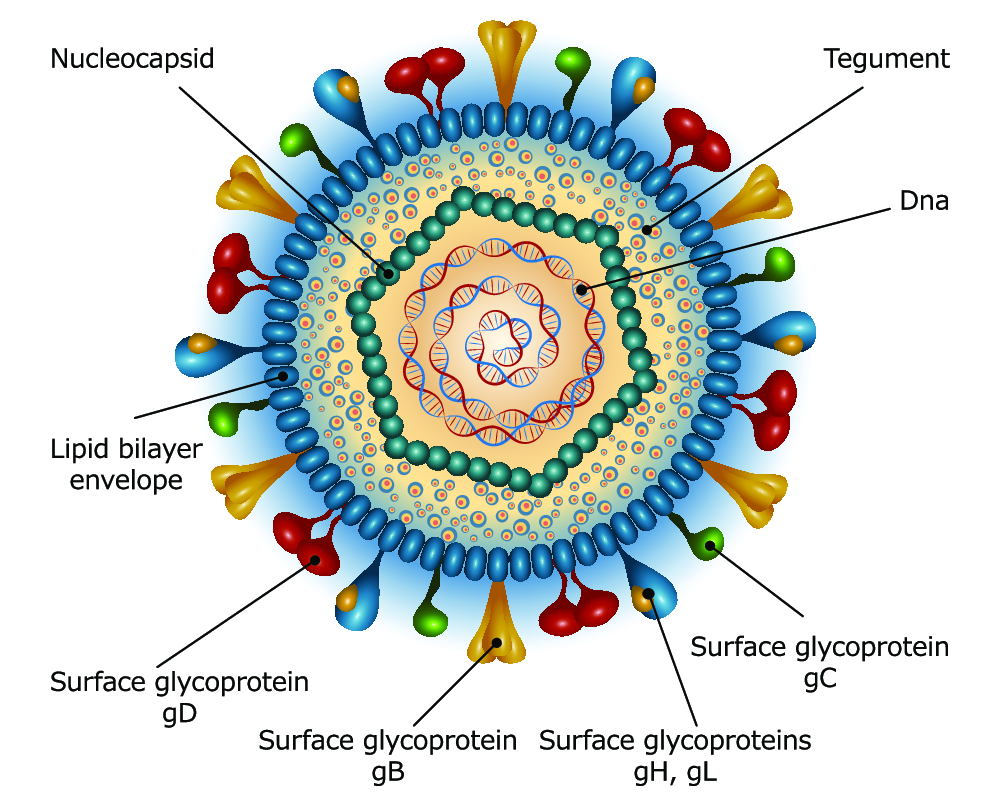 Nucleocapsid
Tegument
Dna
Lipid bilayer
envelope
Surface glycoprotein
gC
Surface glycoprotein
gD
Surface glycoprotein
gB
Surface glycoproteins
gH, gL